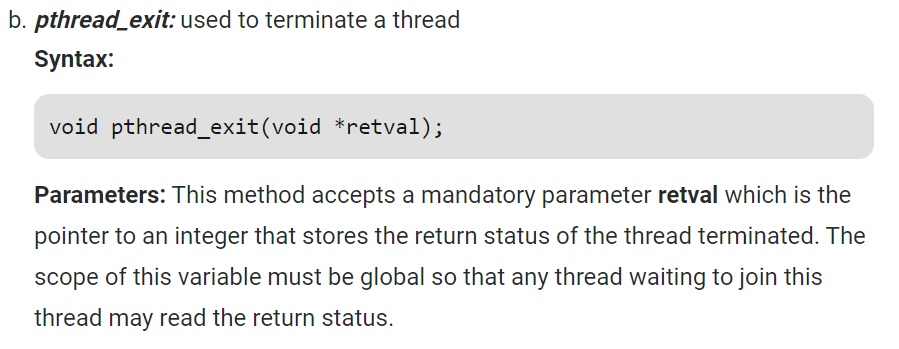 b. pthread_exit: used to terminate a thread
Syntax:
void pthread_exit(void *retval);
Parameters: This method accepts a mandatory parameter retval which is the
pointer to an integer that stores the return status of the thread terminated. The
scope of this variable must be global so that any thread waiting to join this
thread may read the return status.